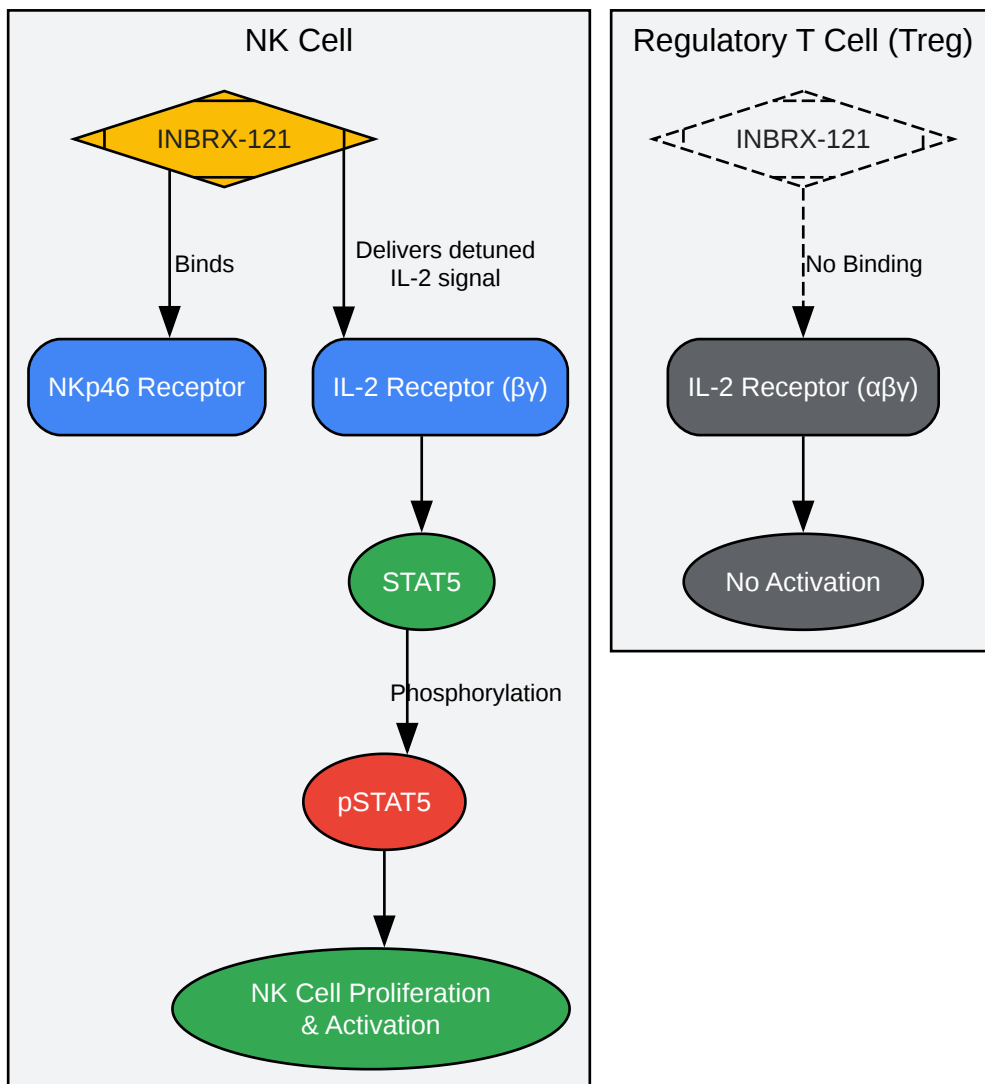 NK Cell
INBRX-121
Binds
Delivers detuned
IL-2 signal
NKp46 Receptor
IL-2 Receptor (βγ)
STAT5
Phosphorylation
pSTAT5
NK Cell Proliferation
& Activation
Regulatory T Cell (Treg)
INBRX-121
No Binding
IL-2 Receptor (αβγ)
No Activation